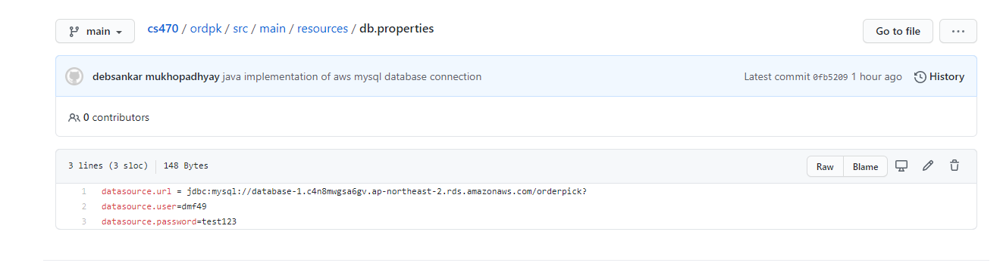 main cs470 / ordpk / src / main / resources / db.properties Go to file ...
debsankar mukhopadhyay java implementation of aws mysql database connection Latest commit 0fb5209 1 hour ago History
0 contributors
3 lines (3 sloc) 148 Bytes Raw Blame
1 datasource.url = jdbc:mysql://database-1.c4n8mwgsa6gv.ap-northeast-2.rds.amazonaws.com/orderpick?
2 datasource.user=dmf49
3 datasource.password=test123